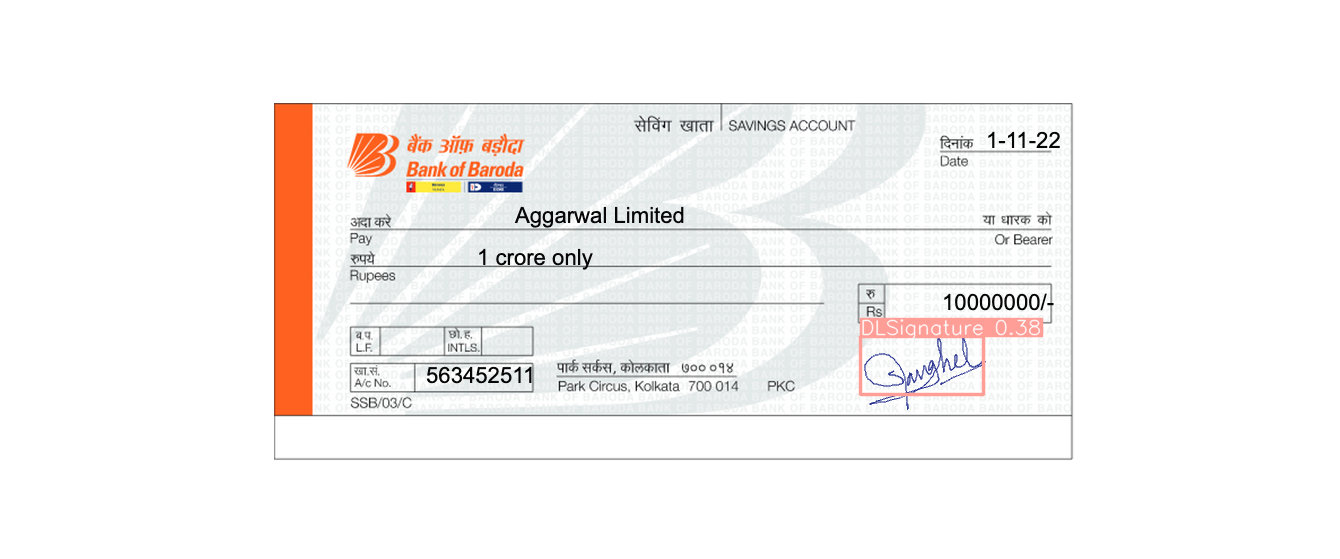 सेविंग खाता | SAVINGS ACCOUNT
दिनांक 1-11-22
Date
बैंक ऑफ़ बड़ौदा
Bank of Baroda
अदा करे Aggarwal Limited या धारक को
Pay Or Bearer
रुपये 1 crore only
Rupees
रु
Rs 10000000/-
DLSignature 0.38
ब.प. छो.ह.
L.F. INTLS.
खा.सं. 563452511 पार्क सर्कस, कोलकाता ७०० ०१४
A/c No. Park Circus, Kolkata 700 014 PKC
SSB/03/C